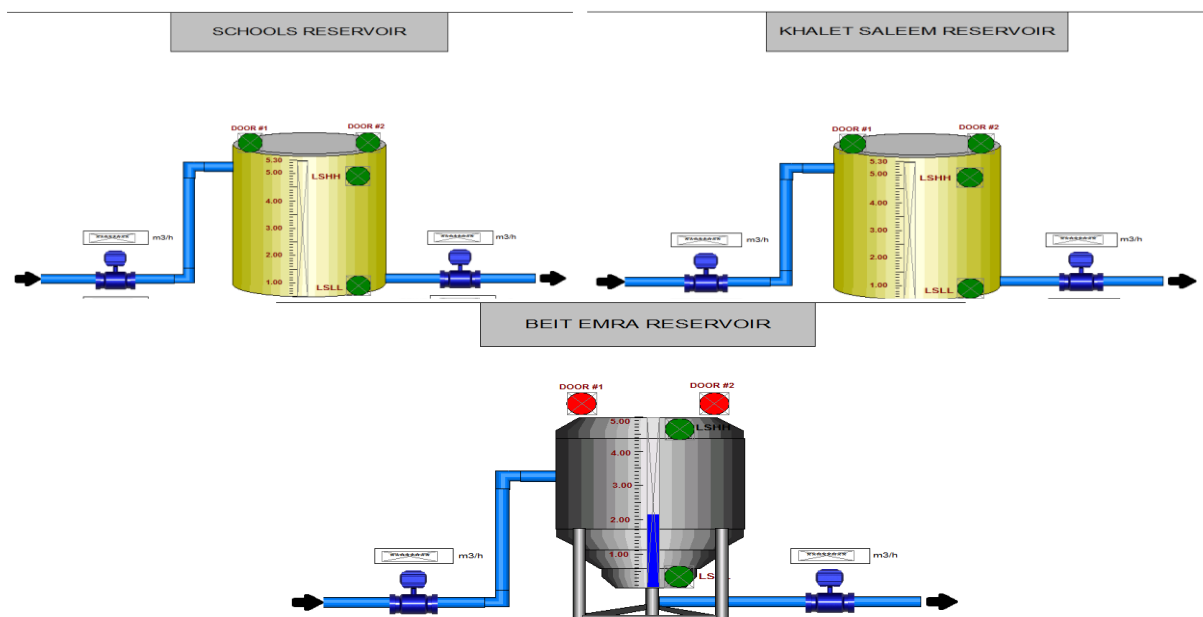 SCHOOLS RESERVOIR
DOOR #1
DOOR #2
5.30
5.00
4.00
3.00
2.00
1.00
LSHH
LSLL
m3/h
m3/h
KHALET SALEEM RESERVOIR
DOOR #1
DOOR #2
5.30
5.00
4.00
3.00
2.00
1.00
LSHH
LSLL
m3/h
m3/h
BEIT EMRA RESERVOIR
DOOR #1
DOOR #2
5.00
4.00
3.00
2.00
1.00
LSHH
m3/h
m3/h